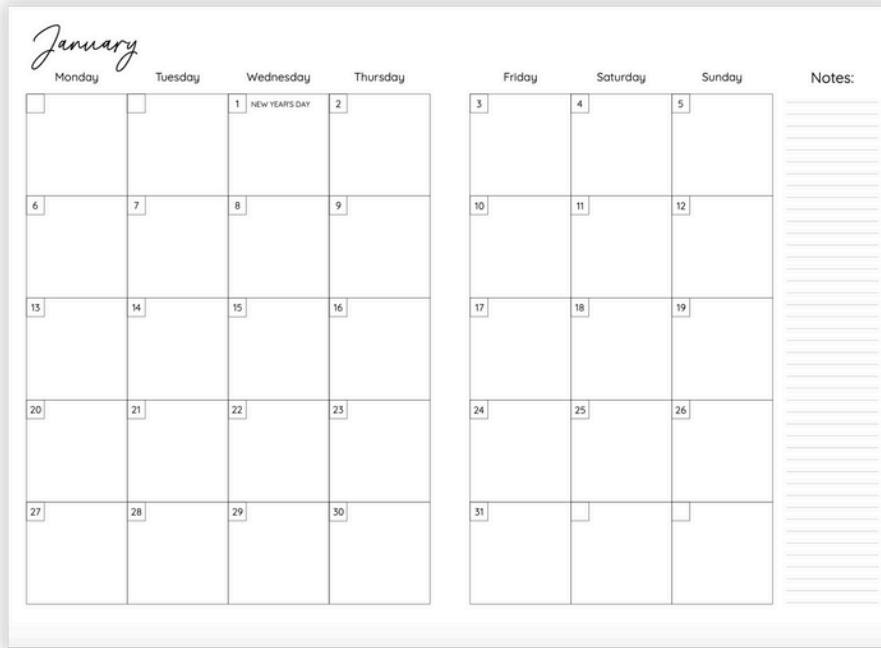 January
Monday Tuesday Wednesday Thursday Friday Saturday Sunday Notes:
1 NEW YEAR'S DAY 2 3 4 5
6 7 8 9 10 11 12
13 14 15 16 17 18 19
20 21 22 23 24 25 26
27 28 29 30 31